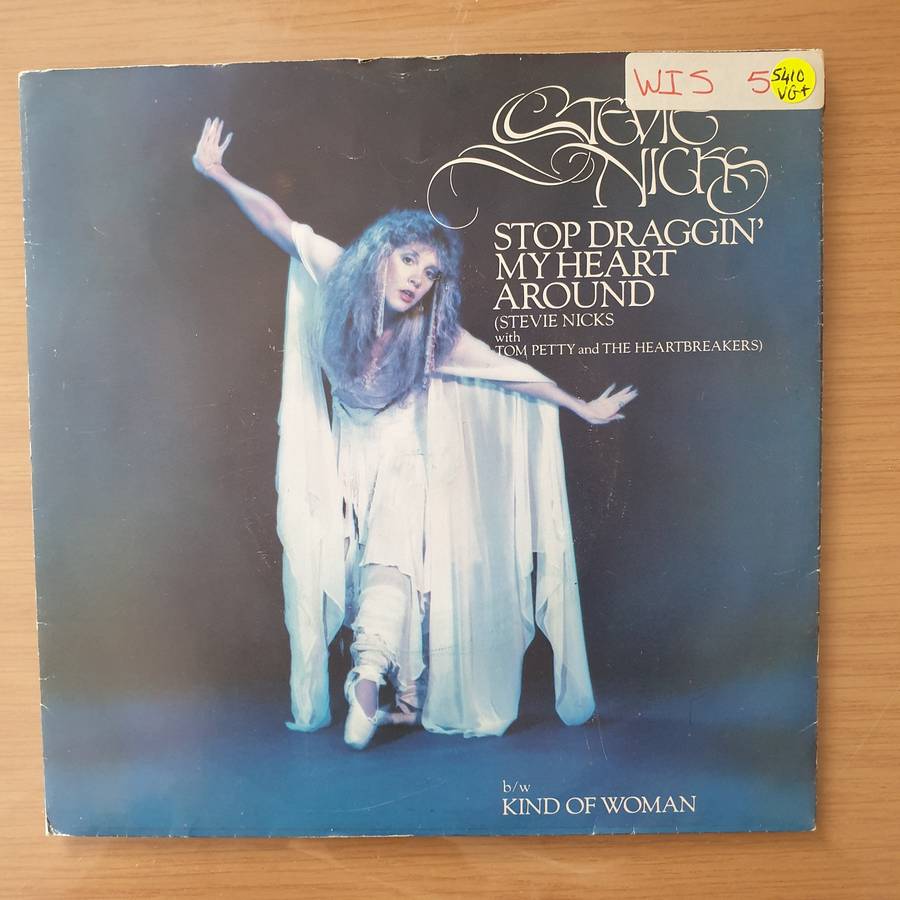 WIS 5
5410
VG+
STEVIE
NICKS
STOP DRAGGIN'
MY HEART
AROUND
(STEVIE NICKS
with
TOM PETTY and THE HEARTBREAKERS)
b/w
KIND OF WOMAN